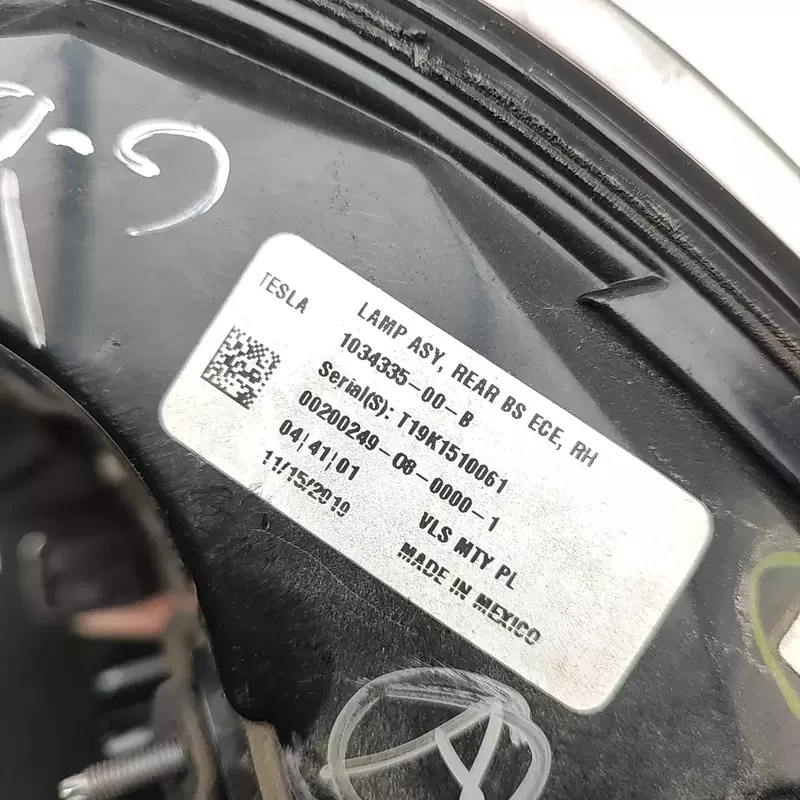 TESLA
LAMP ASY, REAR BS ECE, RH
1034335-00-B
Serial(S): T19K1510061
00200249-08-0000-1
04|41|01
11/15/2019
VLS MTY PL
MADE IN MEXICO